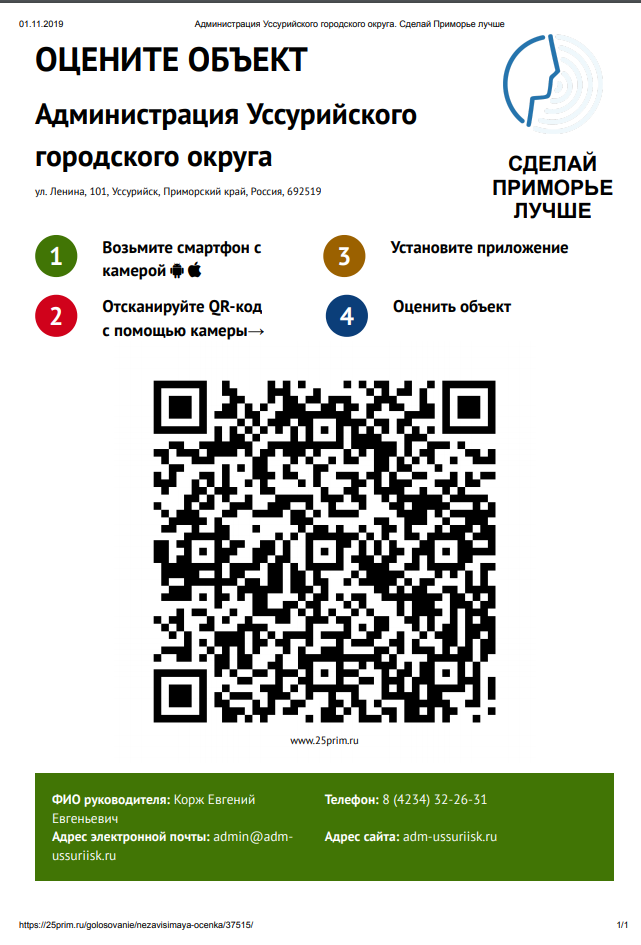 01.11.2019 Администрация Уссурийского городского округа. Сделай Приморье лучше
ОЦЕНИТЕ ОБЪЕКТ
Администрация Уссурийского
городского округа
ул. Ленина, 101, Уссурийск, Приморский край, Россия, 692519
СДЕЛАЙ
ПРИМОРЬЕ
ЛУЧШЕ
1 Возьмите смартфон с
камерой
2 Отсканируйте QR-код
с помощью камеры→
3 Установите приложение
4 Оценить объект
www.25prim.ru
ФИО руководителя: Корж Евгений
Евгеньевич
Адрес электронной почты: admin@adm-
ussuriisk.ru
Телефон: 8 (4234) 32-26-31
Адрес сайта: adm-ussuriisk.ru
https://25prim.ru/golosovanie/nezavisimaya-ocenka/37515/ 1/1